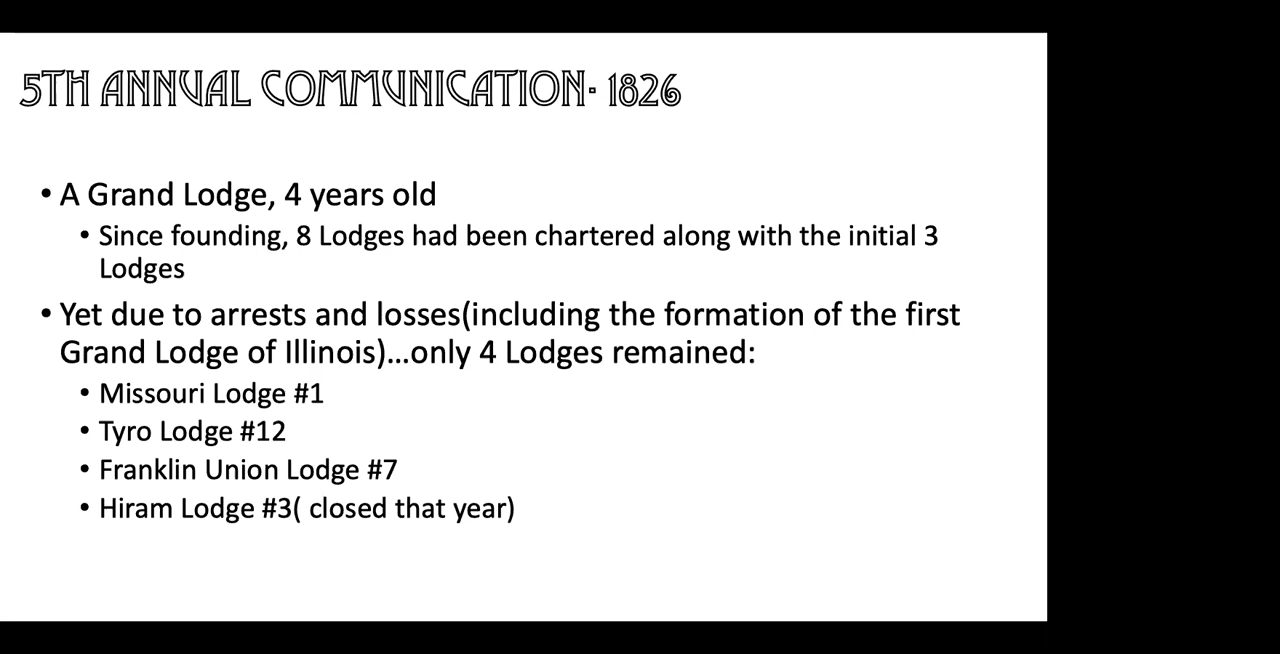 5TH ANNUAL COMMUNICATION- 1826
• A Grand Lodge, 4 years old
• Since founding, 8 Lodges had been chartered along with the initial 3
Lodges
• Yet due to arrests and losses(including the formation of the first
Grand Lodge of Illinois)...only 4 Lodges remained:
• Missouri Lodge #1
• Tyro Lodge #12
• Franklin Union Lodge #7
• Hiram Lodge #3( closed that year)